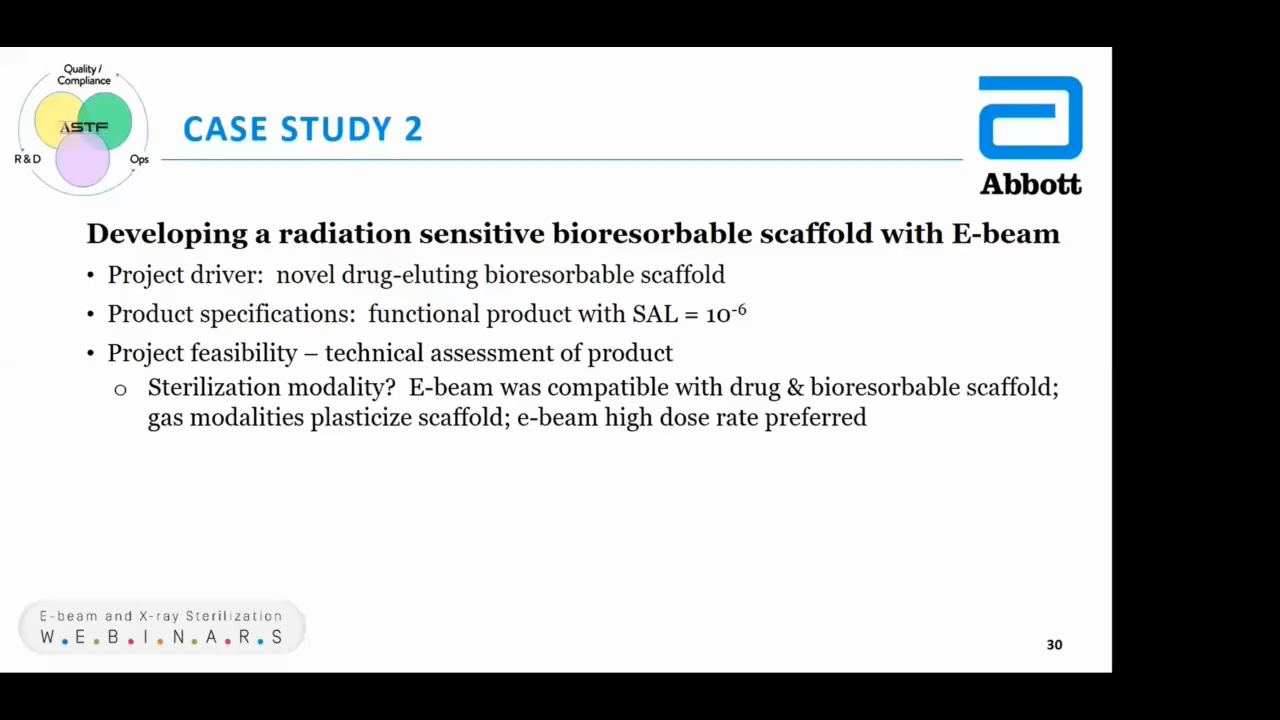 Quality /
Compliance
ASTF
R & D
Ops
CASE STUDY 2
Abbott
Developing a radiation sensitive bioresorbable scaffold with E-beam
• Project driver: novel drug-eluting bioresorbable scaffold
• Product specifications: functional product with SAL = 10⁻⁶
• Project feasibility – technical assessment of product
o Sterilization modality? E-beam was compatible with drug & bioresorbable scaffold;
gas modalities plasticize scaffold; e-beam high dose rate preferred
E-beam and X-ray Sterilization
W.E.B.I.N.A.R.S
30